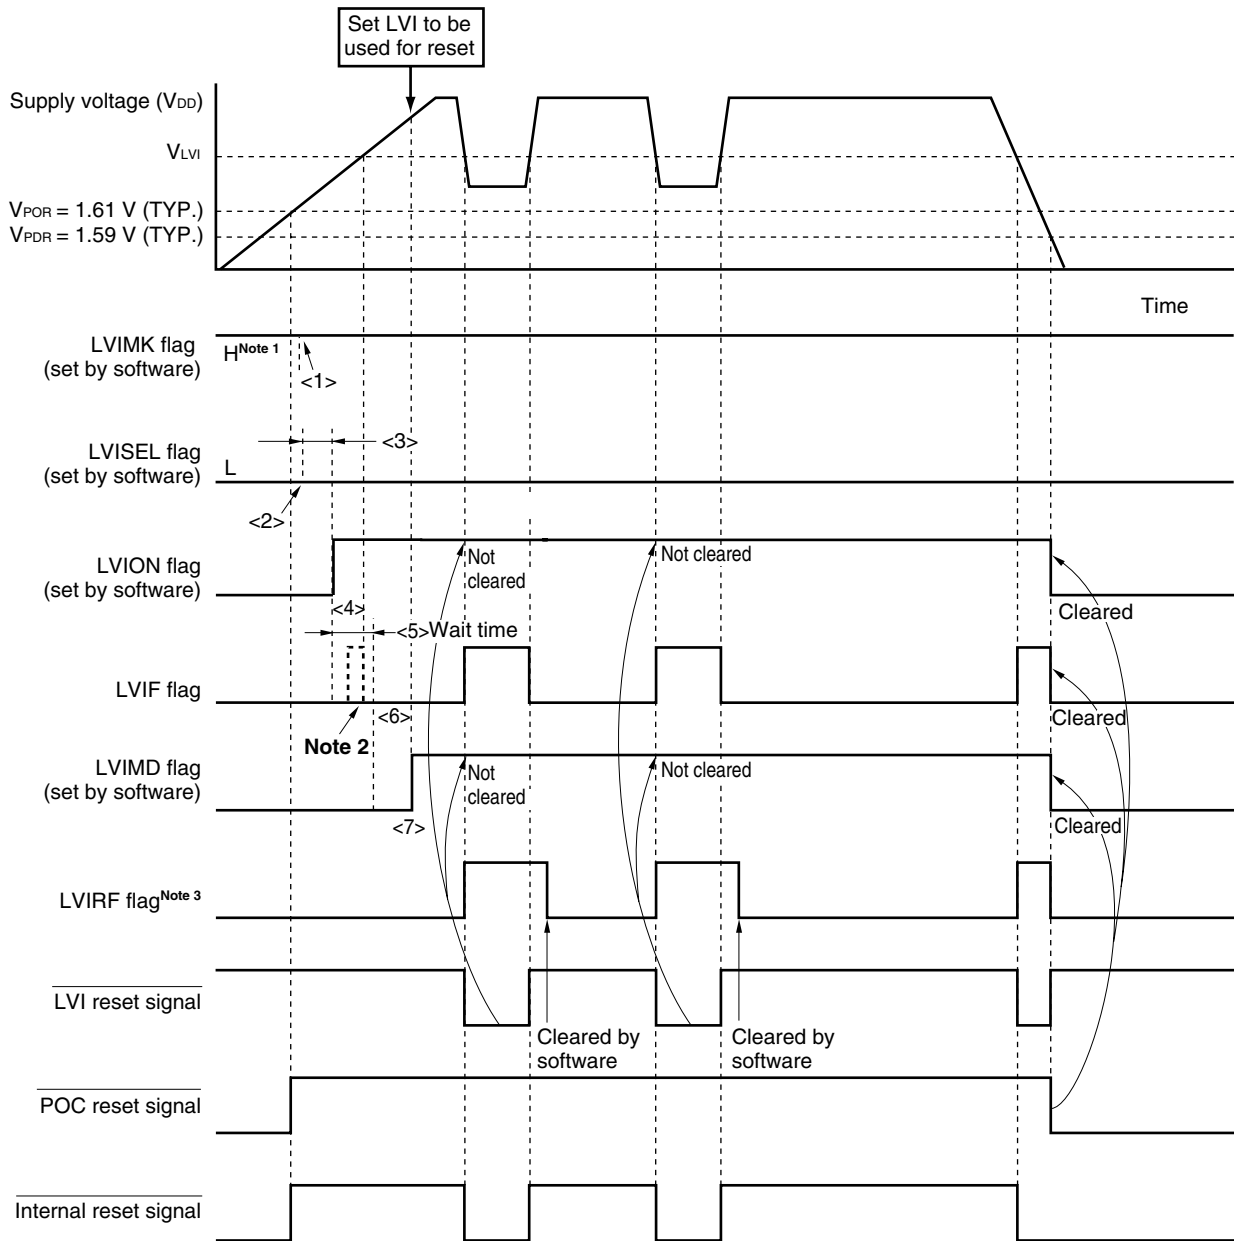 Set LVI to be
used for reset
Supply voltage (VDD)
VLVI
VPOR = 1.61 V (TYP.)
VPDR = 1.59 V (TYP.)
Time
LVIMK flag
(set by software)
H Note 1
<1>
LVISEL flag
(set by software)
<3>
L
<2>
LVION flag
(set by software)
Not
cleared
Not cleared
Cleared
<4>
<5> Wait time
LVIF flag
<6>
Note 2
Cleared
LVIMD flag
(set by software)
Not
cleared
Not cleared
<7>
Cleared
LVIRF flag Note 3
LVI reset signal
Cleared by
software
Cleared by
software
POC reset signal
Internal reset signal